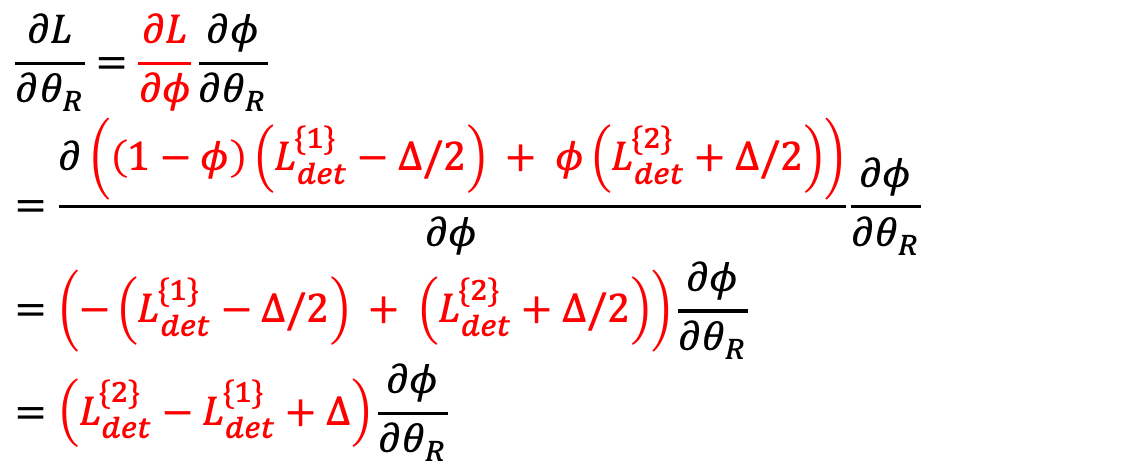 ∂L/∂θ_R = ∂L/∂ϕ ∂ϕ/∂θ_R
= ∂((1 − ϕ)(L_det^{1} − Δ/2) + ϕ(L_det^{2} + Δ/2))/∂ϕ ∂ϕ/∂θ_R
= (−(L_det^{1} − Δ/2) + (L_det^{2} + Δ/2)) ∂ϕ/∂θ_R
= (L_det^{2} − L_det^{1} + Δ) ∂ϕ/∂θ_R